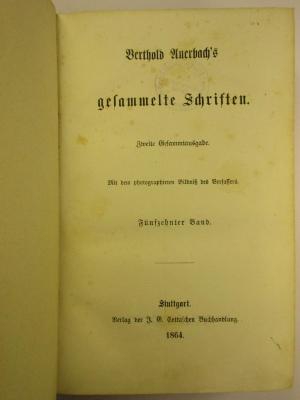 Berthold Auerbach's
gesammelte Schriften.
Zweite Gesammtausgabe.
Mit dem photographirten Bildniß des Verfassers.
Fünfzehnter Band.
Stuttgart.
Verlag der J. G. Cotta'schen Buchhandlung.
1864.